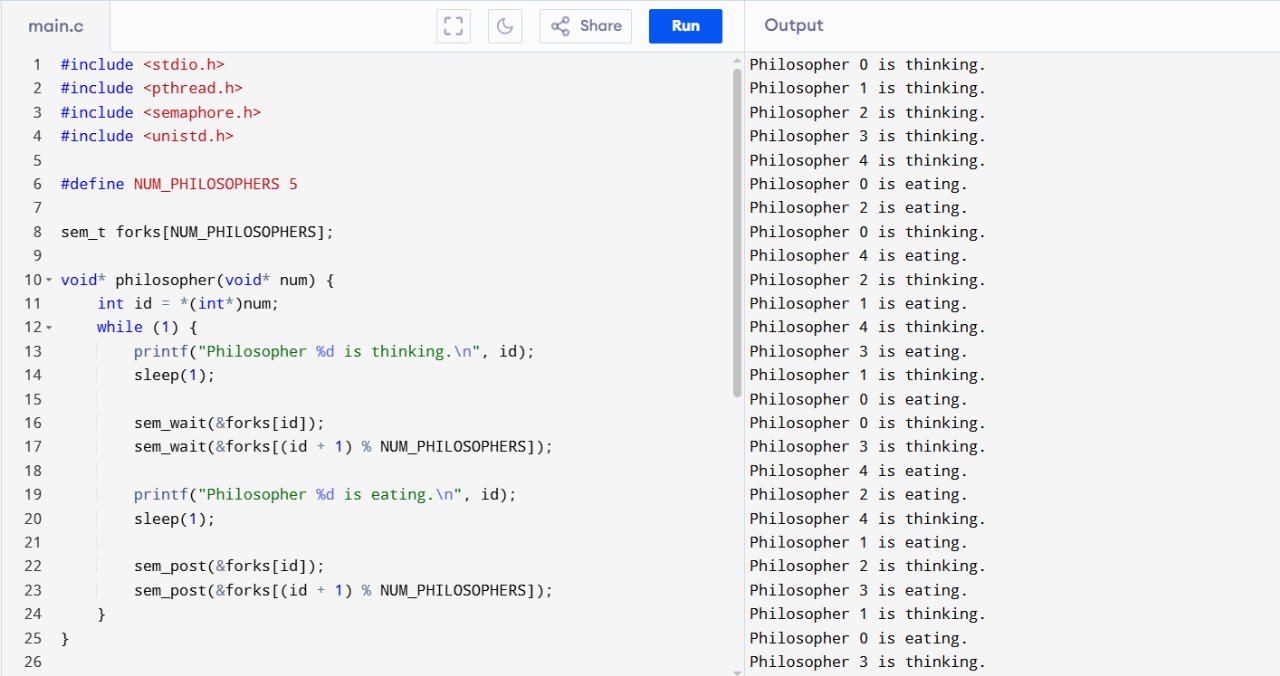 main.c
Share
Run
Output
1 #include <stdio.h>
2 #include <pthread.h>
3 #include <semaphore.h>
4 #include <unistd.h>
5
6 #define NUM_PHILOSOPHERS 5
7
8 sem_t forks[NUM_PHILOSOPHERS];
9
10 void* philosopher(void* num) {
11     int id = *(int*)num;
12     while (1) {
13         printf("Philosopher %d is thinking.\n", id);
14         sleep(1);
15
16         sem_wait(&forks[id]);
17         sem_wait(&forks[(id + 1) % NUM_PHILOSOPHERS]);
18
19         printf("Philosopher %d is eating.\n", id);
20         sleep(1);
21
22         sem_post(&forks[id]);
23         sem_post(&forks[(id + 1) % NUM_PHILOSOPHERS]);
24     }
25 }
26
Philosopher 0 is thinking.
Philosopher 1 is thinking.
Philosopher 2 is thinking.
Philosopher 3 is thinking.
Philosopher 4 is thinking.
Philosopher 0 is eating.
Philosopher 2 is eating.
Philosopher 0 is thinking.
Philosopher 4 is eating.
Philosopher 2 is thinking.
Philosopher 1 is eating.
Philosopher 4 is thinking.
Philosopher 3 is eating.
Philosopher 1 is thinking.
Philosopher 0 is eating.
Philosopher 0 is thinking.
Philosopher 3 is thinking.
Philosopher 4 is eating.
Philosopher 2 is eating.
Philosopher 4 is thinking.
Philosopher 1 is eating.
Philosopher 2 is thinking.
Philosopher 3 is eating.
Philosopher 1 is thinking.
Philosopher 0 is eating.
Philosopher 3 is thinking.